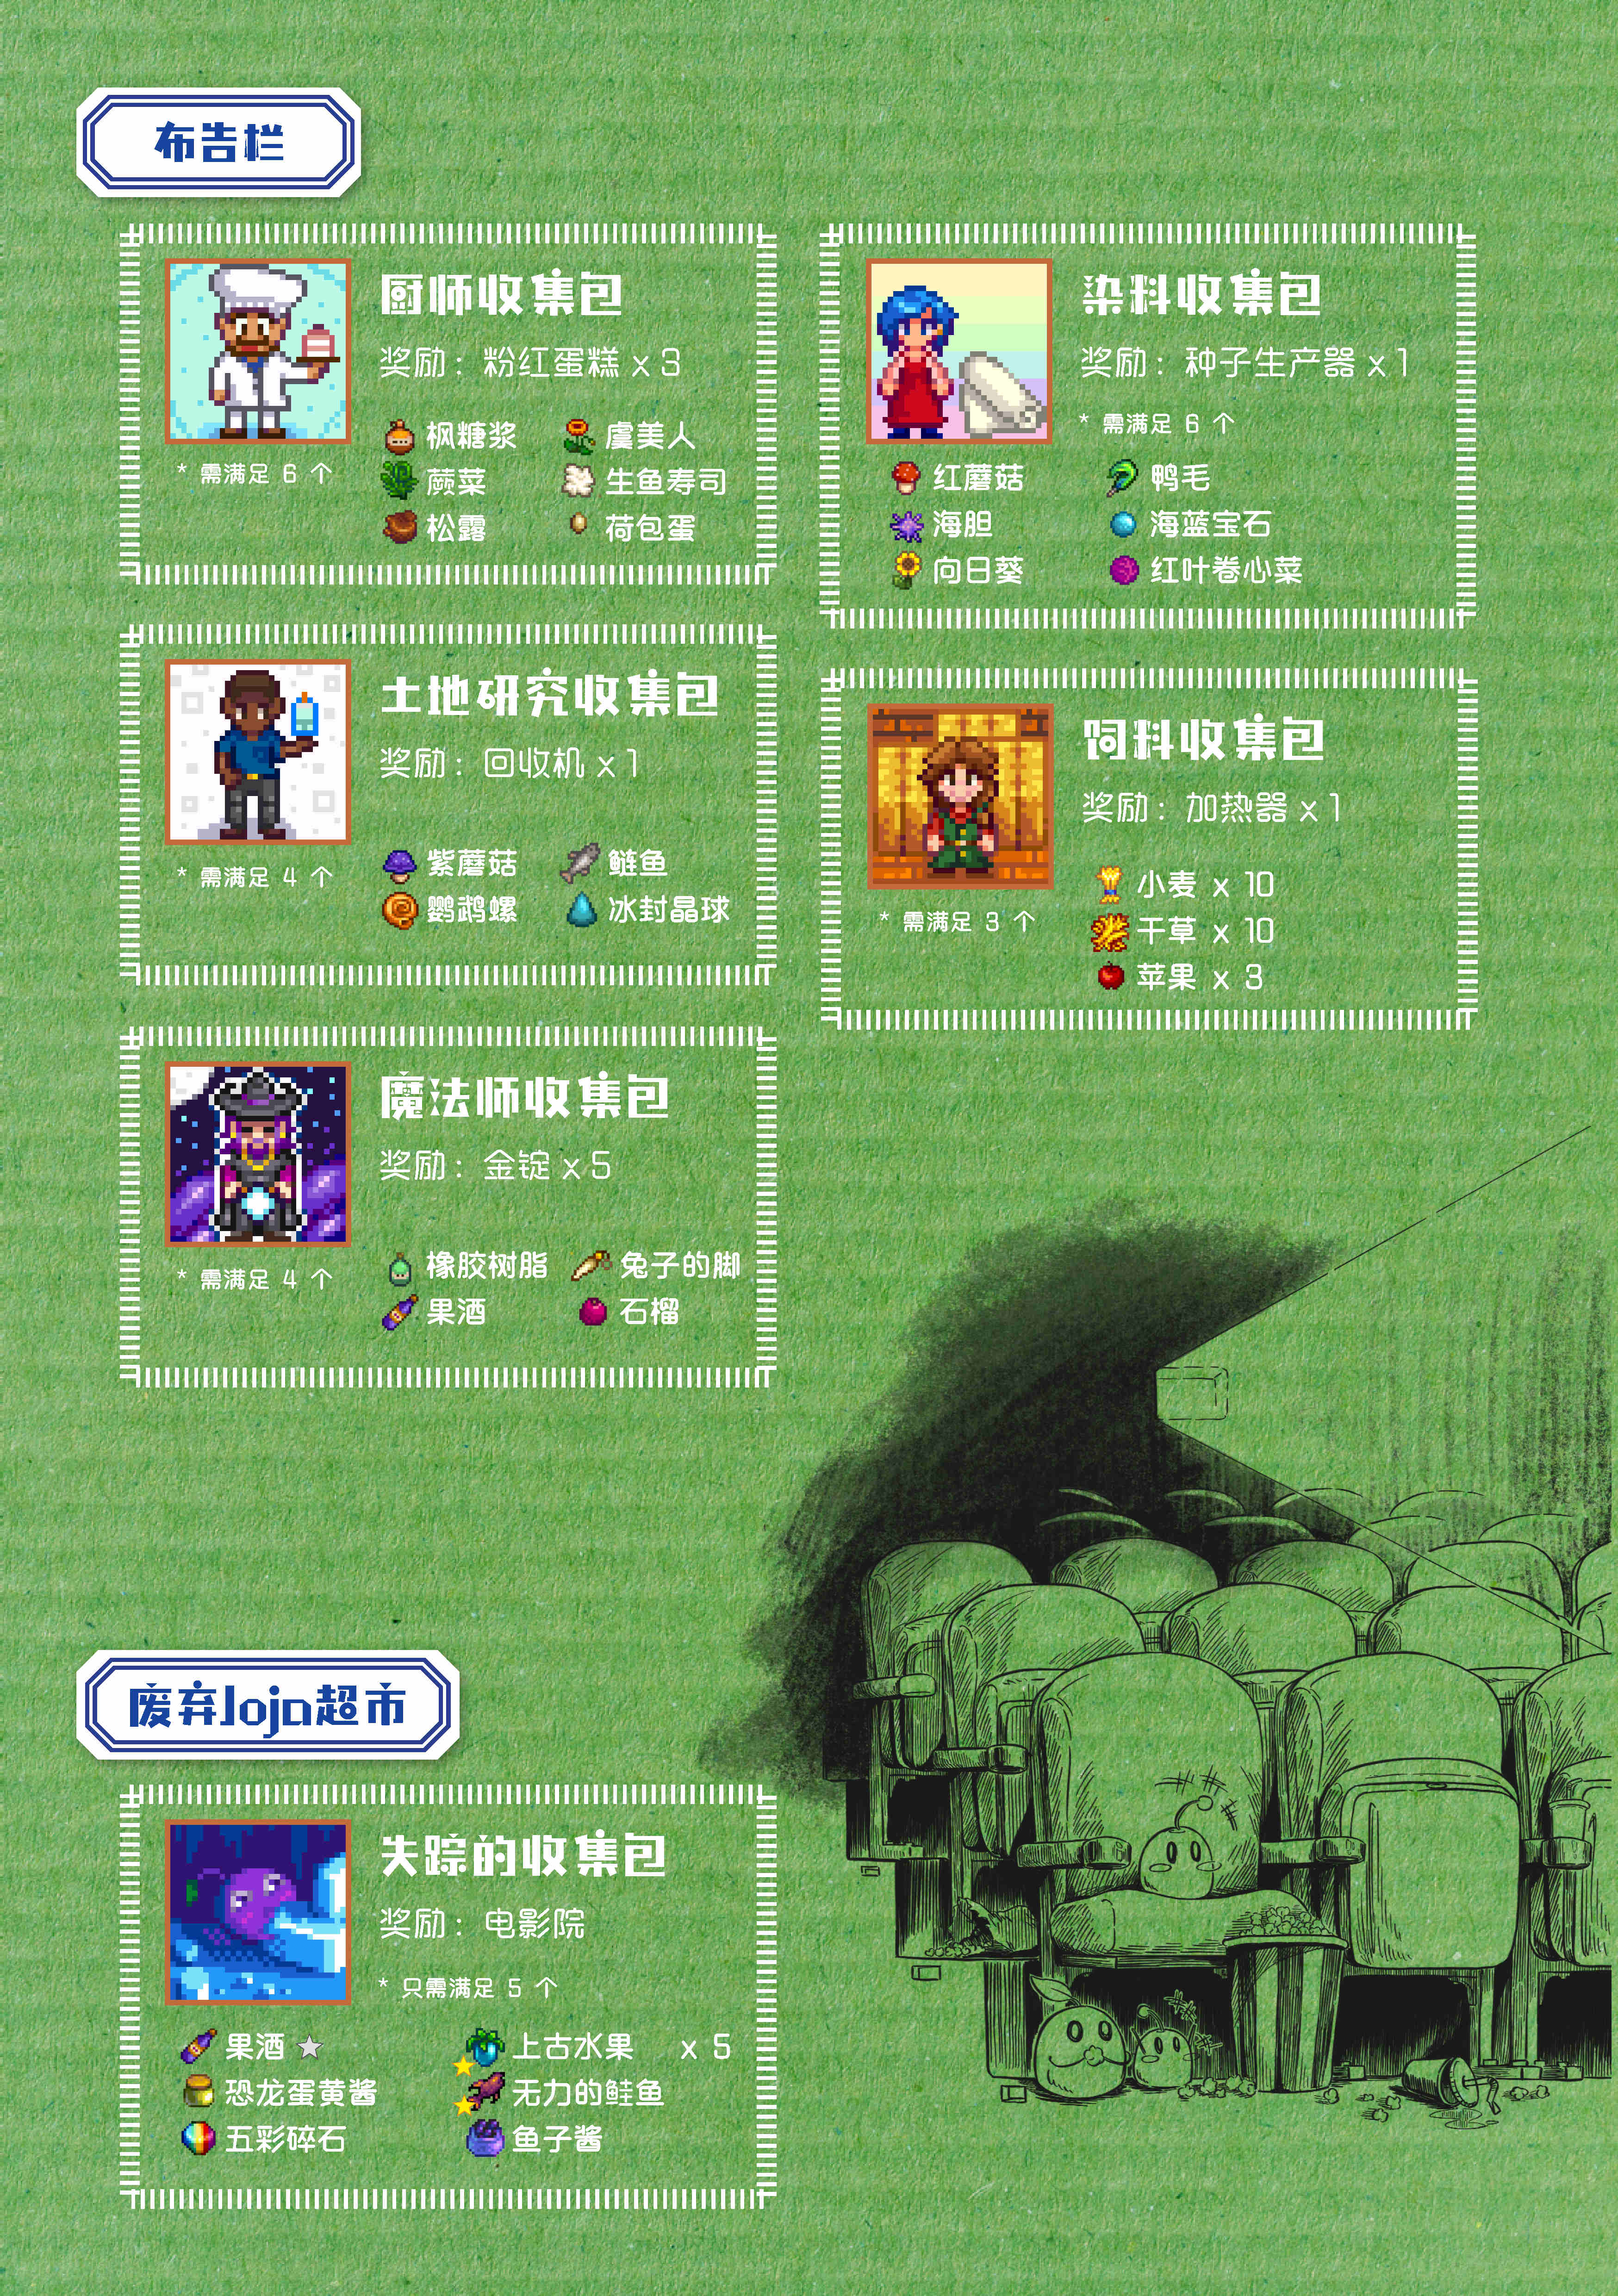 布告栏
厨师收集包
奖励：粉红蛋糕 x 3
* 需满足 6 个
枫糖浆 虞美人
蕨菜 生鱼寿司
松露 荷包蛋
染料收集包
奖励：种子生产器 x 1
* 需满足 6 个
红蘑菇 鸭毛
海胆 海蓝宝石
向日葵 红叶卷心菜
土地研究收集包
奖励：回收机 x 1
* 需满足 4 个
紫蘑菇 鲢鱼
鹦鹉螺 冰封晶球
饲料收集包
奖励：加热器 x 1
* 需满足 3 个
小麦 x 10
干草 x 10
苹果 x 3
魔法师收集包
奖励：金锭 x 5
* 需满足 4 个
橡胶树脂 兔子的脚
果酒 石榴
废弃Joja超市
失踪的收集包
奖励：电影院
* 只需满足 5 个
果酒 上古水果 x 5
恐龙蛋黄酱 无力的鲑鱼
五彩碎石 鱼子酱